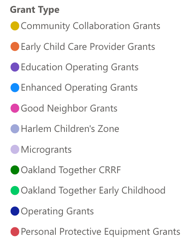 Grant Type
Community Collaboration Grants
Early Child Care Provider Grants
Education Operating Grants
Enhanced Operating Grants
Good Neighbor Grants
Harlem Children's Zone
Microgrants
Oakland Together CRRF
Oakland Together Early Childhood
Operating Grants
Personal Protective Equipment Grants